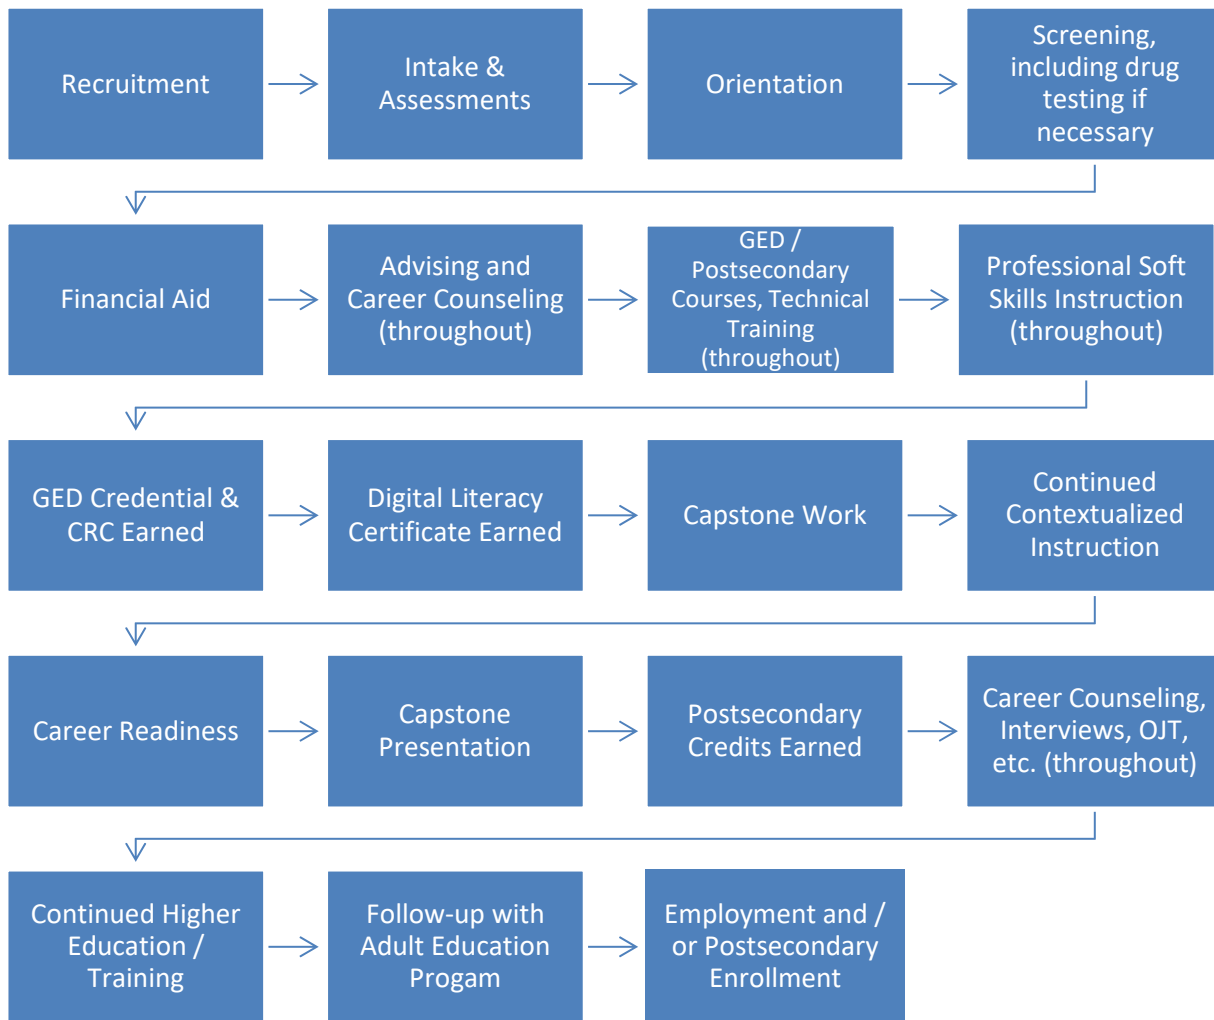 Recruitment
Intake &
Assessments
Orientation
Screening,
including drug
testing if
necessary
Financial Aid
Advising and
Career Counseling
(throughout)
GED /
Postsecondary
Courses, Technical
Training
(throughout)
Professional Soft
Skills Instruction
(throughout)
GED Credential &
CRC Earned
Digital Literacy
Certificate Earned
Capstone Work
Continued
Contextualized
Instruction
Career Readiness
Capstone
Presentation
Postsecondary
Credits Earned
Career Counseling,
Interviews, OJT,
etc. (throughout)
Continued Higher
Education /
Training
Follow-up with
Adult Education
Progam
Employment and /
or Postsecondary
Enrollment